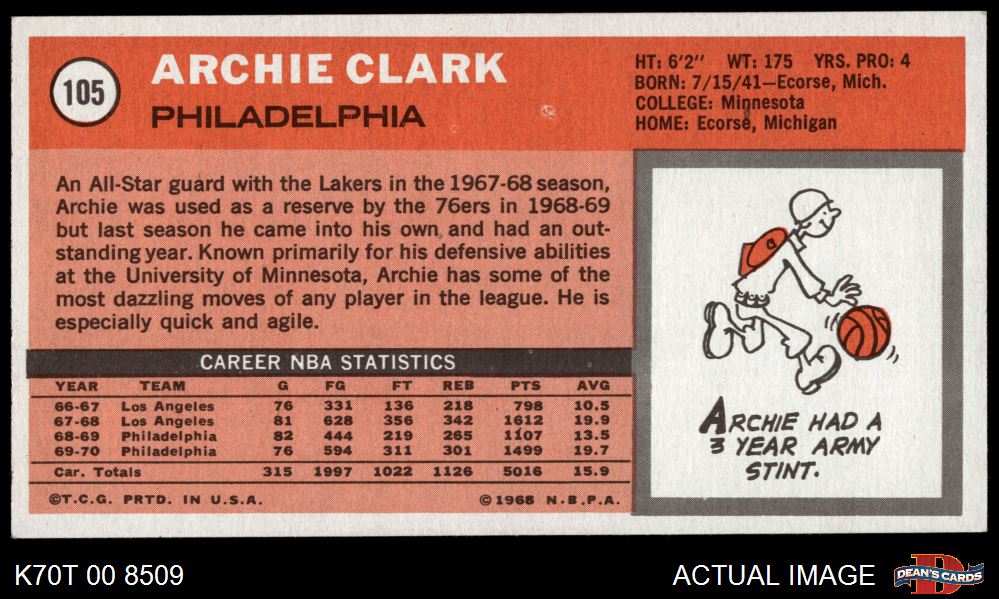 105
ARCHIE CLARK
PHILADELPHIA
HT: 6'2" WT: 175 YRS. PRO: 4
BORN: 7/15/41—Ecorse, Mich.
COLLEGE: Minnesota
HOME: Ecorse, Michigan
An All-Star guard with the Lakers in the 1967-68 season,
Archie was used as a reserve by the 76ers in 1968-69
but last season he came into his own and had an out-
standing year. Known primarily for his defensive abilities
at the University of Minnesota, Archie has some of the
most dazzling moves of any player in the league. He is
especially quick and agile.
CAREER NBA STATISTICS
YEAR TEAM G FG FT REB PTS AVG
66-67 Los Angeles 76 331 136 218 798 10.5
67-68 Los Angeles 81 628 356 342 1612 19.9
68-69 Philadelphia 82 444 219 265 1107 13.5
69-70 Philadelphia 76 594 311 301 1499 19.7
Car. Totals 315 1997 1022 1126 5016 15.9
©T.C.G. PRTD. IN U.S.A. ©1968 N.B.P.A.
ARCHIE HAD A
3 YEAR ARMY
STINT.
K70T 00 8509
ACTUAL IMAGE
D
DEAN'S CARDS